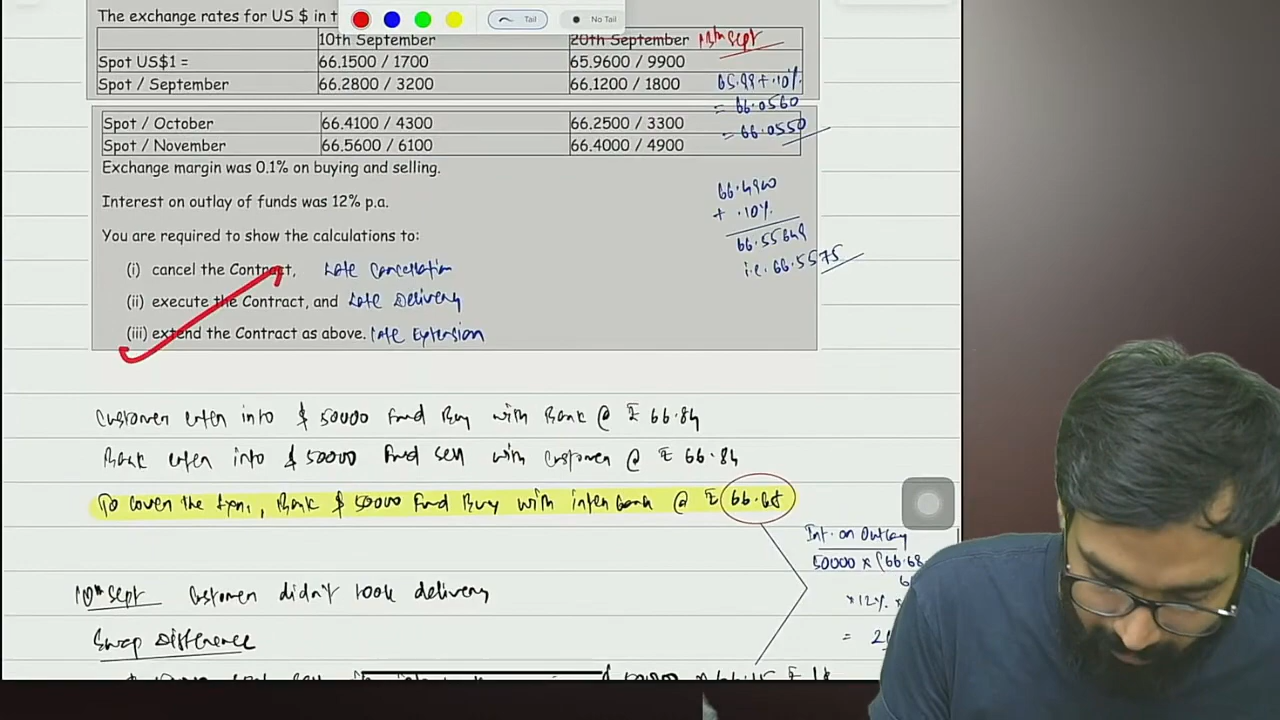 The exchange rates for US $ in t
Tail
No Tail
10th September 20th September 13th Sept
Spot US$1 = 66.1500 / 1700 65.9600 / 9900
Spot / September 66.2800 / 3200 66.1200 / 1800
65.99 + .10%
= 66.0560
= 66.0550
Spot / October 66.4100 / 4300 66.2500 / 3300
Spot / November 66.5600 / 6100 66.4000 / 4900
Exchange margin was 0.1% on buying and selling.
Interest on outlay of funds was 12% p.a.
66.4900
+ .10%
66.55649
i.e. 66.5575
You are required to show the calculations to:
(i) cancel the Contract, Late Cancellation
(ii) execute the Contract, and Late Delivery
(iii) extend the Contract as above. Late Extension
Customer enter into $ 50000 Fwd Buy with Bank @ ₹ 66.84
Bank enter into $ 50000 Fwd sell with Customer @ ₹ 66.84
To cover the txn, Bank $ 50000 Fwd Buy with interbank @ ₹ 66.68
Int. on Outlay
50000 × (66.68
× 12% ×
= 2
10th Sept Customer didn't took delivery
Swap Difference